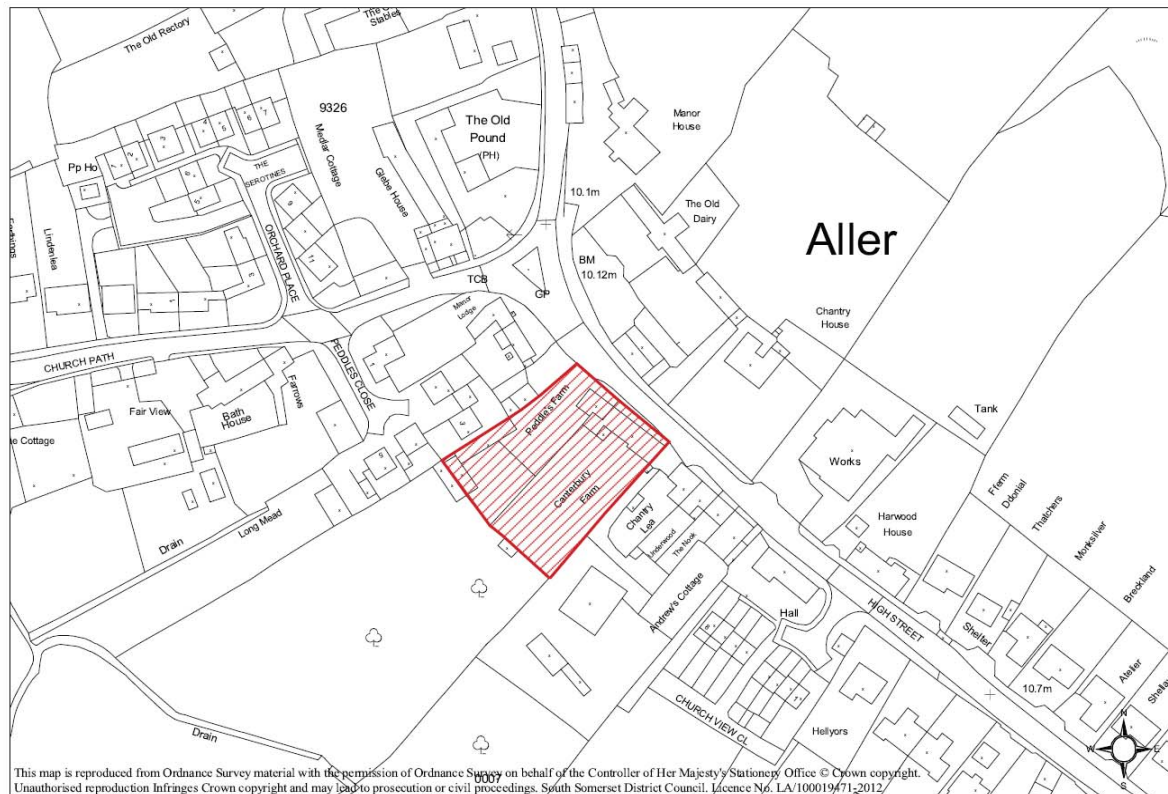 The Old Rectory
Stables
9326
The Old
Pound
(PH)
Manor
House
Medlar Cottage
Glebe House
THE
SEROTINES
Pp Ho
Lindenlea
10.1m
The Old
Dairy
Aller
ORCHARD PLACE
BM
10.12m
TCB
GP
Manor
Lodge
Chantry
House
CHURCH PATH
PEDDLES CLOSE
Farrows
Fair View
Bath
House
Peddle's Farm
Canterbury
Farm
Tank
Works
Fferm
Ddonial
Thatchers
Monksilver
Breckland
Harwood
House
Chantry
Lea
Underwood
The Nook
Long Mead
Drain
Andrew's Cottage
Hall
HIGH STREET
Shelter
Atelier
10.7m
CHURCH VIEW CL
Hellyors
Drain
N
W
E
S
0007
This map is reproduced from Ordnance Survey material with the permission of Ordnance Survey on behalf of the Controller of Her Majesty's Stationery Office © Crown copyright.
Unauthorised reproduction Infringes Crown copyright and may lead to prosecution or civil proceedings. South Somerset District Council. Licence No. LA/100019471-2012